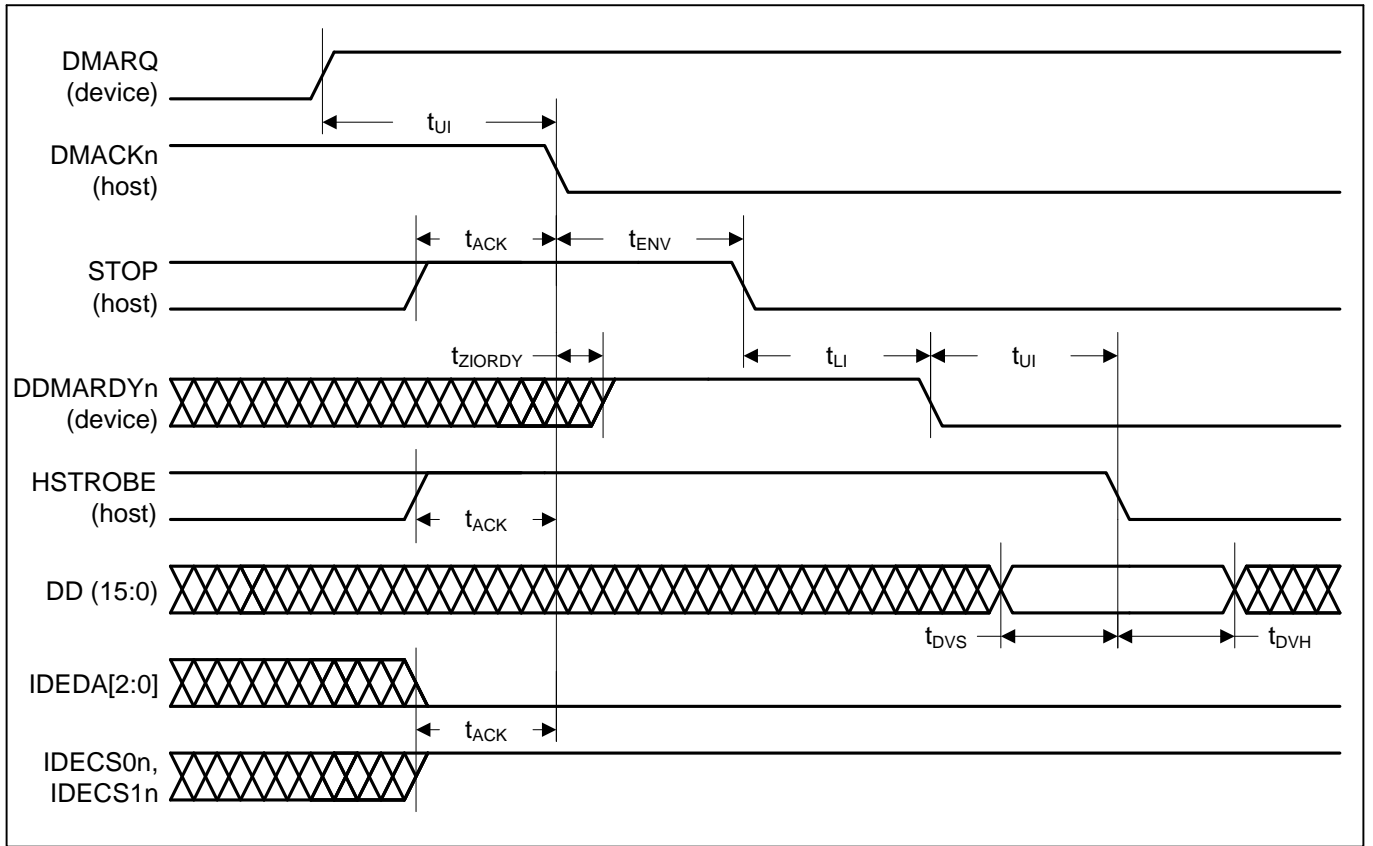 DMARQ
(device)
tUI
DMACKn
(host)
tACK
tENV
STOP
(host)
tZIORDY
tLI
tUI
DDMARDYn
(device)
HSTROBE
(host)
tACK
DD (15:0)
tDVS
tDVH
IDEDA[2:0]
tACK
IDECS0n,
IDECS1n